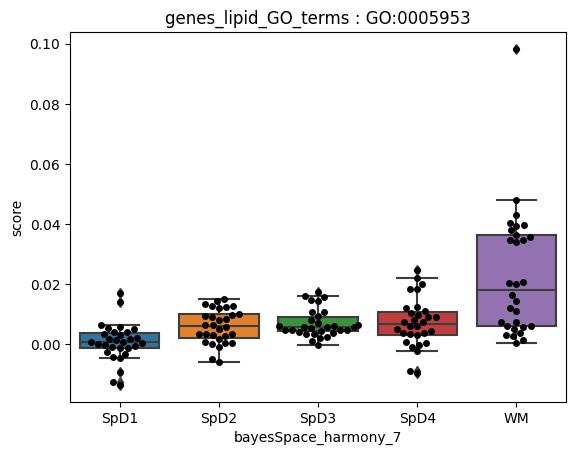 genes_lipid_GO_terms : GO:0005953
0.10
0.08
0.06
0.04
0.02
0.00
score
SpD1 SpD2 SpD3 SpD4 WM
bayesSpace_harmony_7